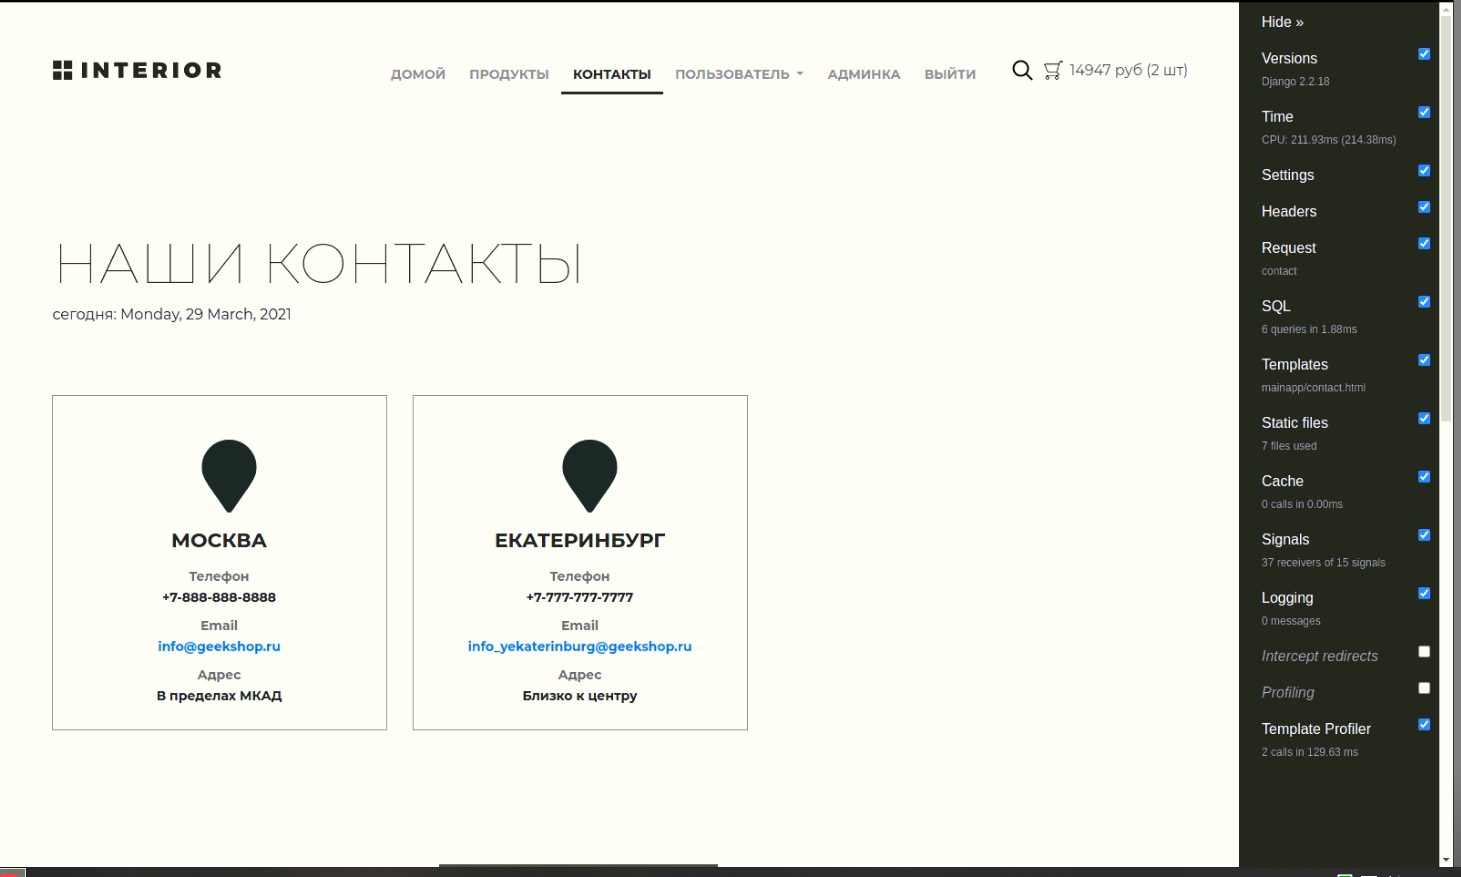 INTERIOR
ДОМОЙ ПРОДУКТЫ КОНТАКТЫ ПОЛЬЗОВАТЕЛЬ АДМИНКА ВЫЙТИ 14947 руб (2 шт)
НАШИ КОНТАКТЫ
сегодня: Monday, 29 March, 2021
МОСКВА
Телефон
+7-888-888-8888
Email
info@geekshop.ru
Адрес
В пределах МКАД
ЕКАТЕРИНБУРГ
Телефон
+7-777-777-7777
Email
info_yekaterinburg@geekshop.ru
Адрес
Близко к центру
Hide »
Versions
Django 2.2.18
Time
CPU: 211.93ms (214.38ms)
Settings
Headers
Request
contact
SQL
6 queries in 1.88ms
Templates
mainapp/contact.html
Static files
7 files used
Cache
0 calls in 0.00ms
Signals
37 receivers of 15 signals
Logging
0 messages
Intercept redirects
Profiling
Template Profiler
2 calls in 129.63 ms